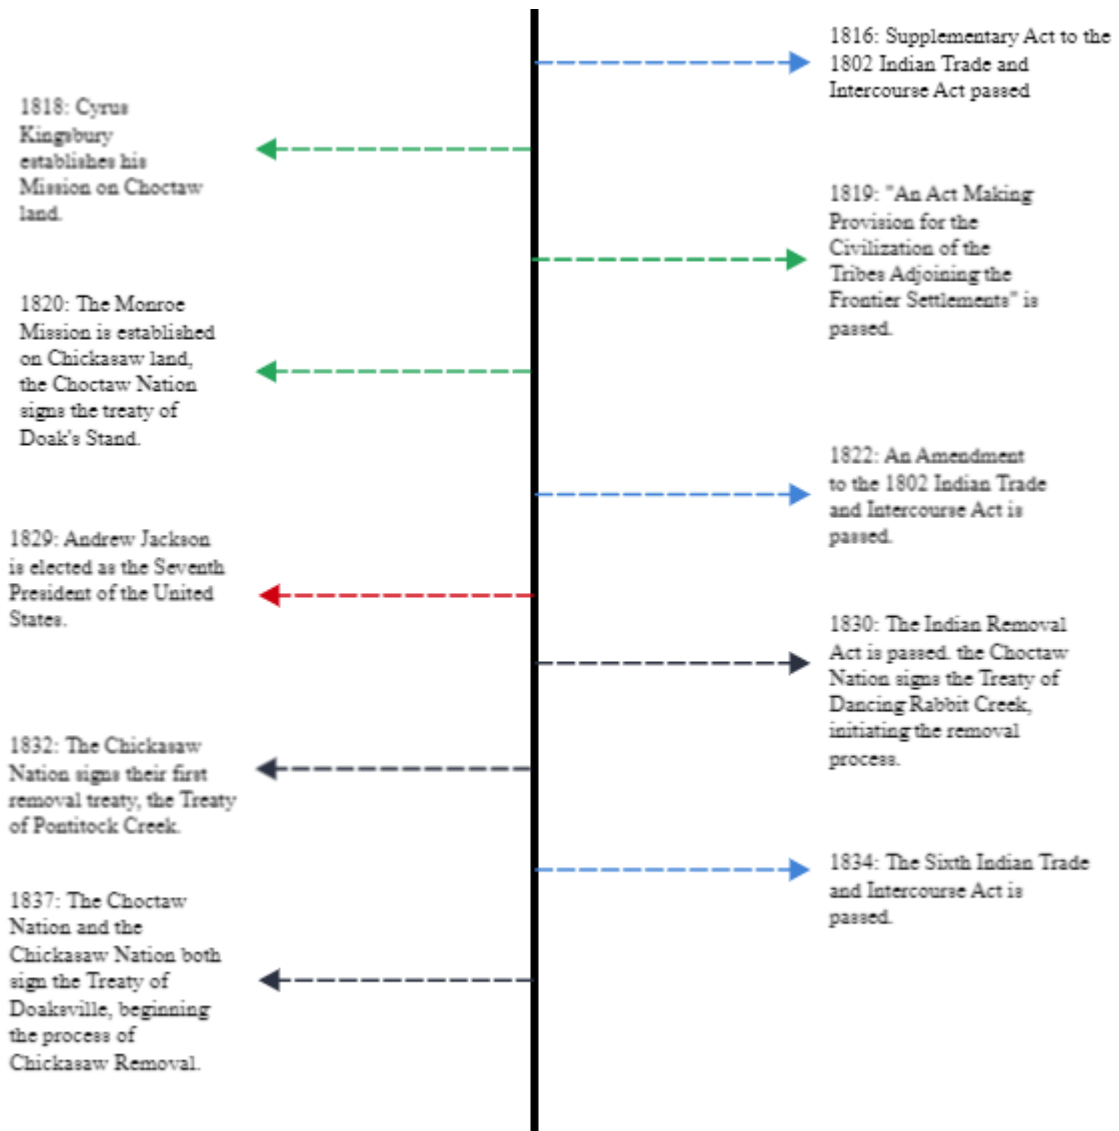 1816: Supplementary Act to the
1802 Indian Trade and
Intercourse Act passed
1818: Cyrus
Kingsbury
establishes his
Mission on Choctaw
land.
1819: "An Act Making
Provision for the
Civilization of the
Tribes Adjoining the
Frontier Settlements" is
passed.
1820: The Monroe
Mission is established
on Chickasaw land,
the Choctaw Nation
signs the treaty of
Doak's Stand.
1822: An Amendment
to the 1802 Indian Trade
and Intercourse Act is
passed.
1829: Andrew Jackson
is elected as the Seventh
President of the United
States.
1830: The Indian Removal
Act is passed. the Choctaw
Nation signs the Treaty of
Dancing Rabbit Creek,
initiating the removal
process.
1832: The Chickasaw
Nation signs their first
removal treaty, the Treaty
of Pontitock Creek.
1834: The Sixth Indian Trade
and Intercourse Act is
passed.
1837: The Choctaw
Nation and the
Chickasaw Nation both
sign the Treaty of
Doaksville, beginning
the process of
Chickasaw Removal.